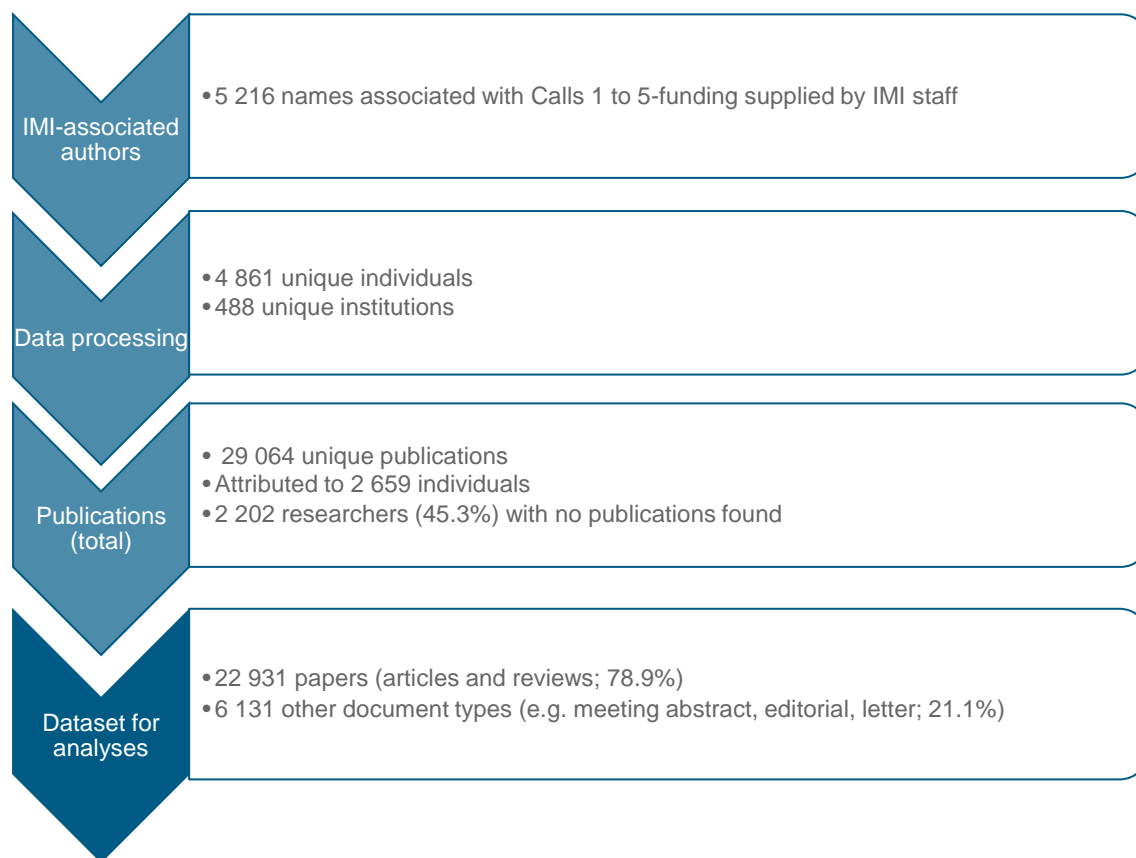 IMI-associated
authors
•5 216 names associated with Calls 1 to 5-funding supplied by IMI staff
Data processing
•4 861 unique individuals
•488 unique institutions
Publications
(total)
• 29 064 unique publications
•Attributed to 2 659 individuals
•2 202 researchers (45.3%) with no publications found
Dataset for
analyses
•22 931 papers (articles and reviews; 78.9%)
•6 131 other document types (e.g. meeting abstract, editorial, letter; 21.1%)